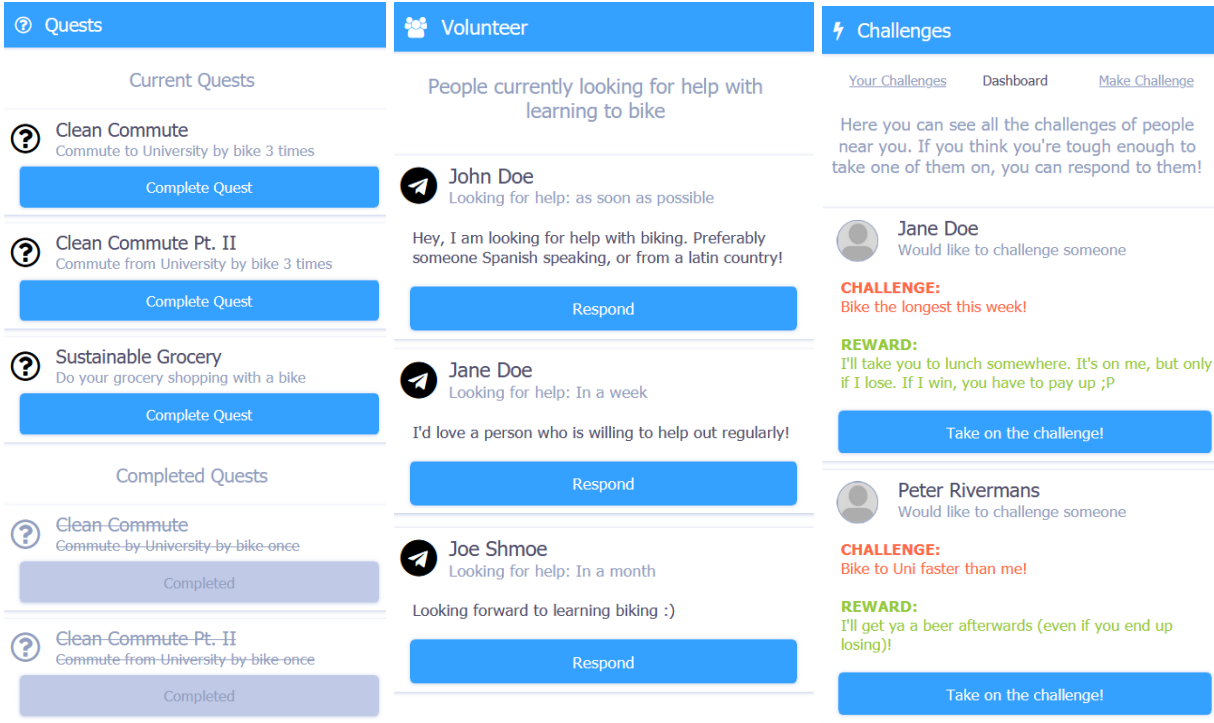 Quests
Current Quests
Clean Commute
Commute to University by bike 3 times
Complete Quest
Clean Commute Pt. II
Commute from University by bike 3 times
Complete Quest
Sustainable Grocery
Do your grocery shopping with a bike
Complete Quest
Completed Quests
Clean Commute
Commute by University by bike once
Completed
Clean Commute Pt. II
Commute from University by bike once
Completed
Volunteer
People currently looking for help with
learning to bike
John Doe
Looking for help: as soon as possible
Hey, I am looking for help with biking. Preferably
someone Spanish speaking, or from a latin country!
Respond
Jane Doe
Looking for help: In a week
I'd love a person who is willing to help out regularly!
Respond
Joe Shmoe
Looking for help: In a month
Looking forward to learning biking :)
Respond
Challenges
Your Challenges Dashboard Make Challenge
Here you can see all the challenges of people
near you. If you think you're tough enough to
take one of them on, you can respond to them!
Jane Doe
Would like to challenge someone
CHALLENGE:
Bike the longest this week!
REWARD:
I'll take you to lunch somewhere. It's on me, but only
if I lose. If I win, you have to pay up ;P
Take on the challenge!
Peter Rivermans
Would like to challenge someone
CHALLENGE:
Bike to Uni faster than me!
REWARD:
I'll get ya a beer afterwards (even if you end up
losing)!
Take on the challenge!